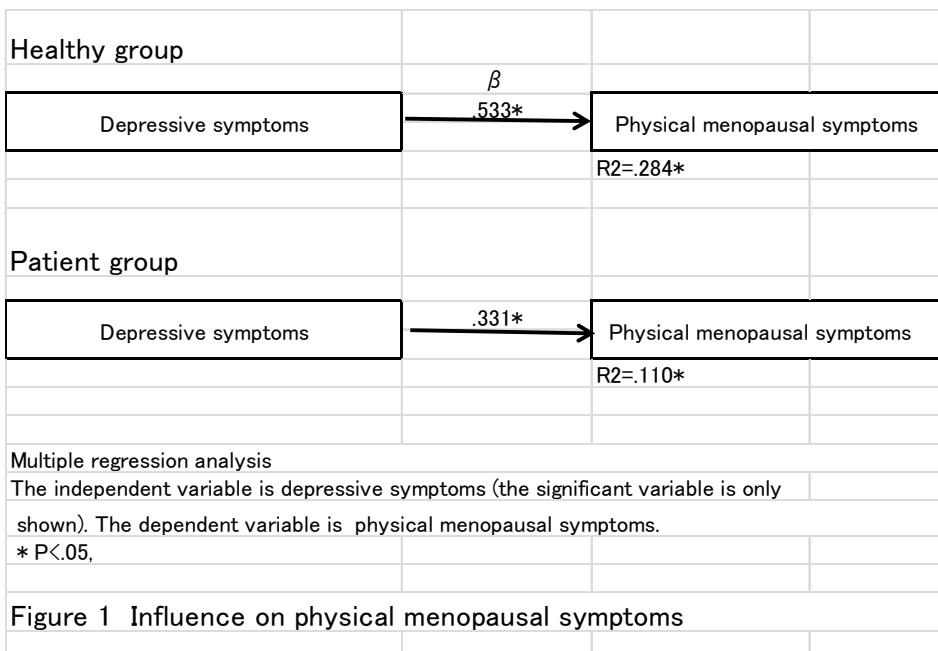 Healthy group
β
.533*
Depressive symptoms
Physical menopausal symptoms
R2=.284*
Patient group
.331*
Depressive symptoms
Physical menopausal symptoms
R2=.110*
Multiple regression analysis
The independent variable is depressive symptoms (the significant variable is only
shown). The dependent variable is physical menopausal symptoms.
* P<.05,
Figure 1 Influence on physical menopausal symptoms